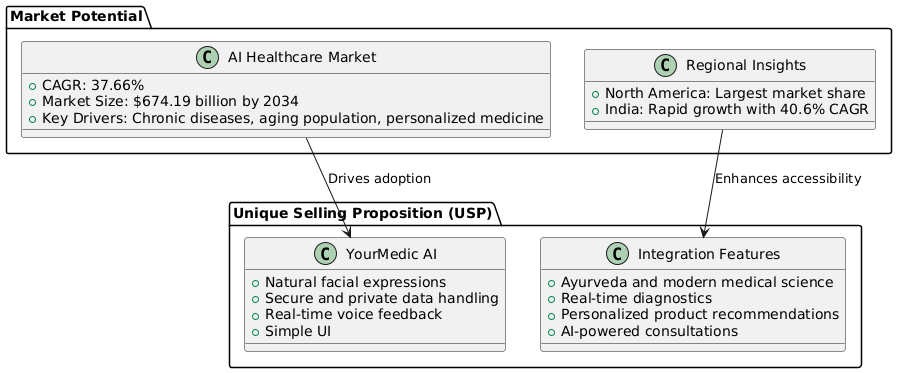 Market Potential
C AI Healthcare Market
CAGR: 37.66%
Market Size: $674.19 billion by 2034
Key Drivers: Chronic diseases, aging population, personalized medicine
C Regional Insights
North America: Largest market share
India: Rapid growth with 40.6% CAGR
Drives adoption
Enhances accessibility
Unique Selling Proposition (USP)
C YourMedic AI
Natural facial expressions
Secure and private data handling
Real-time voice feedback
Simple UI
C Integration Features
Ayurveda and modern medical science
Real-time diagnostics
Personalized product recommendations
AI-powered consultations